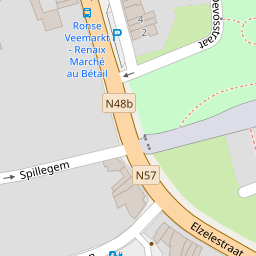 Ronse
Veemarkt
- Renaix
Marché
au Bétail
P
4
2
N48b
Spillegem
N57
Elzelestraat